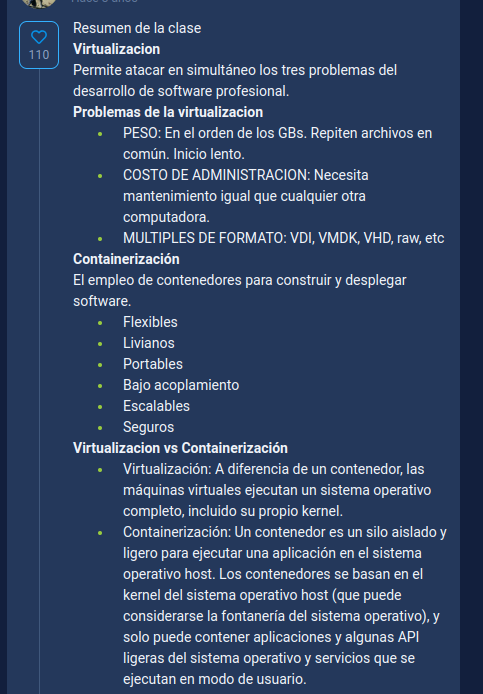 Resumen de la clase
Virtualizacion
Permite atacar en simultáneo los tres problemas del
desarrollo de software profesional.
Problemas de la virtualizacion
PESO: En el orden de los GBs. Repiten archivos en
común. Inicio lento.
COSTO DE ADMINISTRACION: Necesita
mantenimiento igual que cualquier otra
computadora.
MULTIPLES DE FORMATO: VDI, VMDK, VHD, raw, etc
Containerización
El empleo de contenedores para construir y desplegar
software.
Flexibles
Livianos
Portables
Bajo acoplamiento
Escalables
Seguros
Virtualizacion vs Containerización
Virtualización: A diferencia de un contenedor, las
máquinas virtuales ejecutan un sistema operativo
completo, incluido su propio kernel.
Containerización: Un contenedor es un silo aislado y
ligero para ejecutar una aplicación en el sistema
operativo host. Los contenedores se basan en el
kernel del sistema operativo host (que puede
considerarse la fontanería del sistema operativo), y
solo puede contener aplicaciones y algunas API
ligeras del sistema operativo y servicios que se
ejecutan en modo de usuario.
110